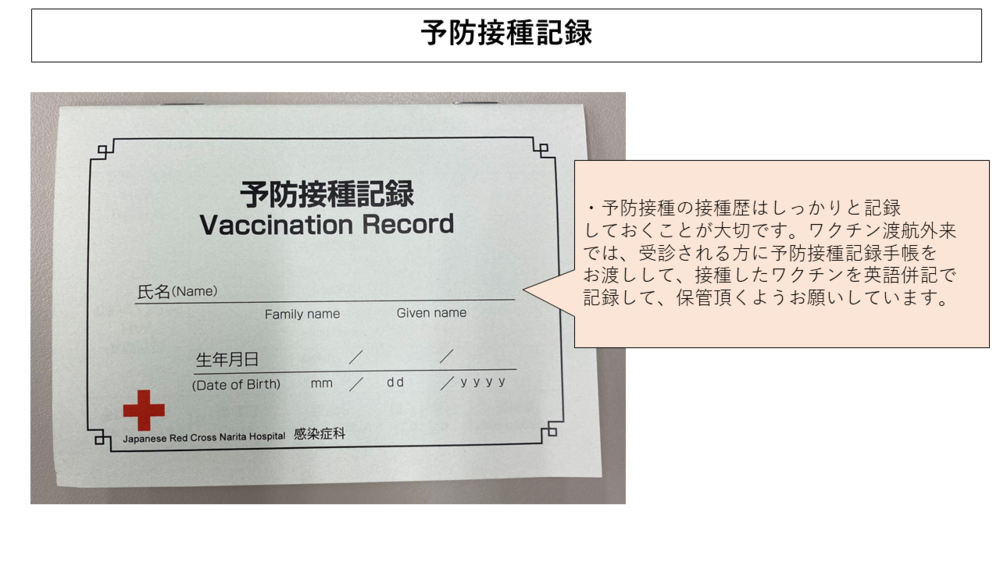 予防接種記録
予防接種記録
Vaccination Record
氏名(Name)
Family name Given name
生年月日 / /
(Date of Birth) mm / dd / yyyy
Japanese Red Cross Narita Hospital 感染症科
・予防接種の接種歴はしっかりと記録
しておくことが大切です。ワクチン渡航外来
では、受診される方に予防接種記録手帳を
お渡しして、接種したワクチンを英語併記で
記録して、保管頂くようお願いしています。